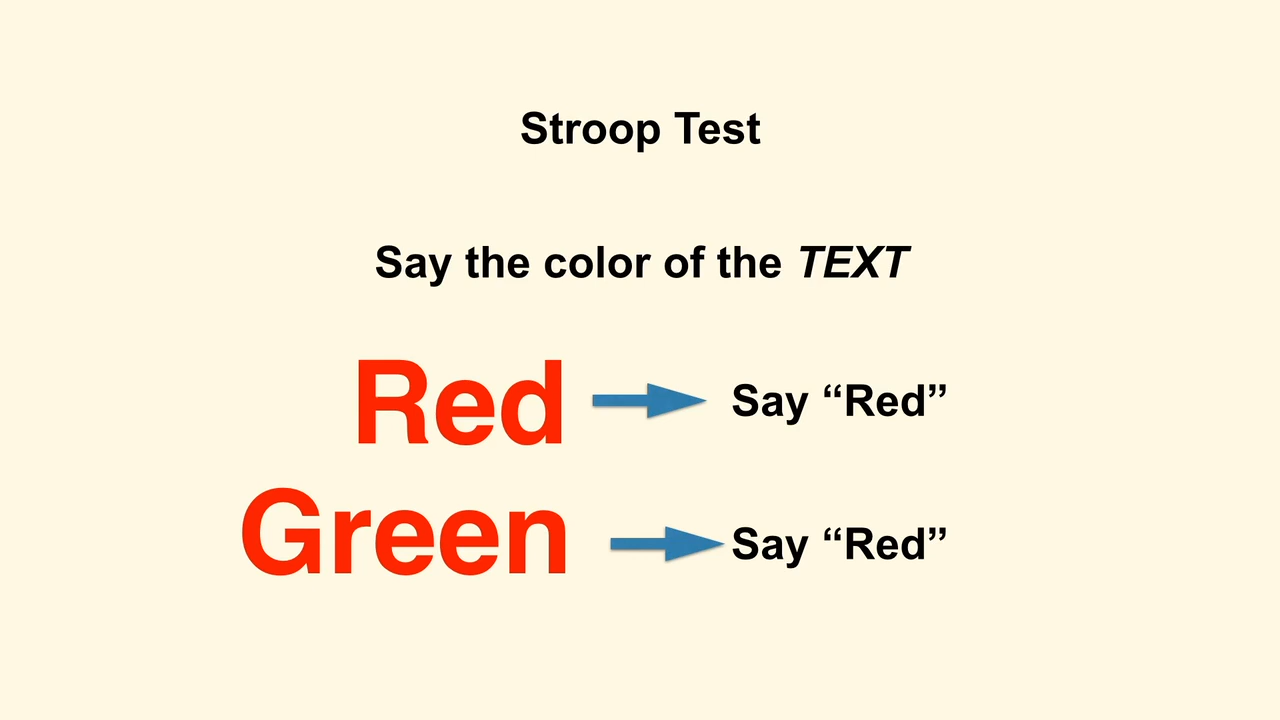 Stroop Test
Say the color of the TEXT
Red Say “Red”
Green Say “Red”